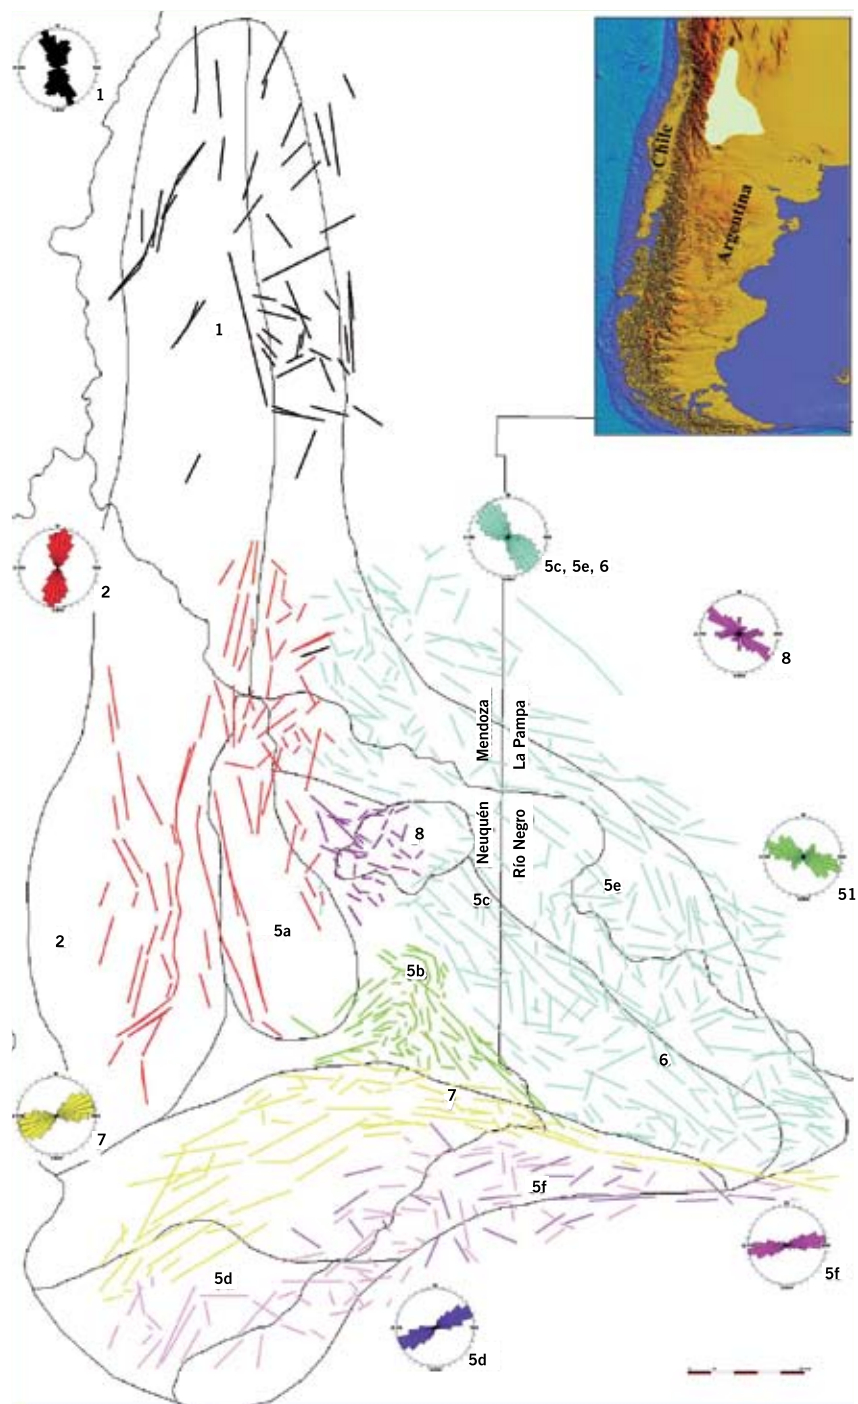 1
Chile
Argentina
1
2
5c, 5e, 6
8
Mendoza
La Pampa
Neuquén
Río Negro
8
5e
5c
51
5a
2
5b
6
7
7
5f
5f
5d
5d